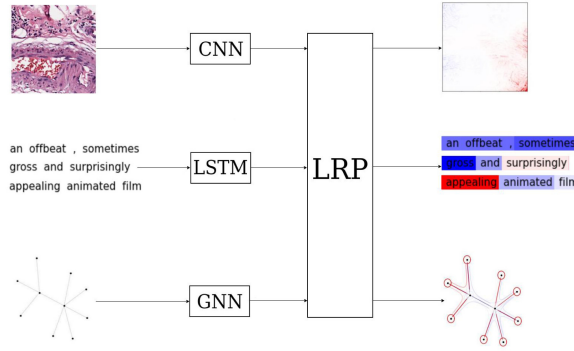 CNN
an offbeat , sometimes
gross and surprisingly
appealing animated film
LSTM
LRP
an offbeat , sometimes
gross and surprisingly
appealing animated film
GNN